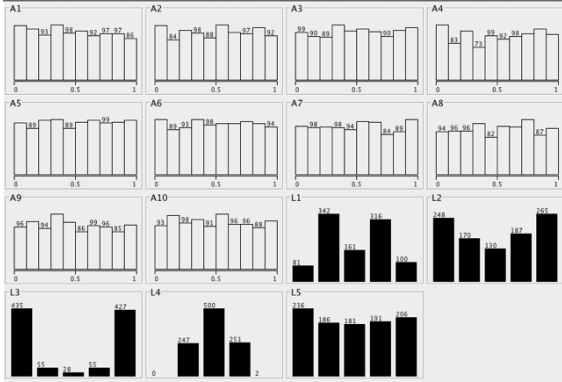 A1
93 98 92 97 97 86
0 0.5 1
A2
84 98 88 97 92
0 0.5 1
A3
99 90 89 90
0 0.5 1
A4
83 73 99 92 98
0 0.5 1
A5
89 89 99
0 0.5 1
A6
89 93 98 94
0 0.5 1
A7
98 98 94 84 89
0 0.5 1
A8
94 96 96 82 87
0 0.5 1
A9
96 94 86 99 96 85
0 0.5 1
A10
93 98 91 96 96 88
0 0.5 1
L1
81 342 161 316 100
L2
248 170 130 187 265
L3
435 55 28 55 427
L4
0 247 500 251 2
L5
236 186 181 191 206